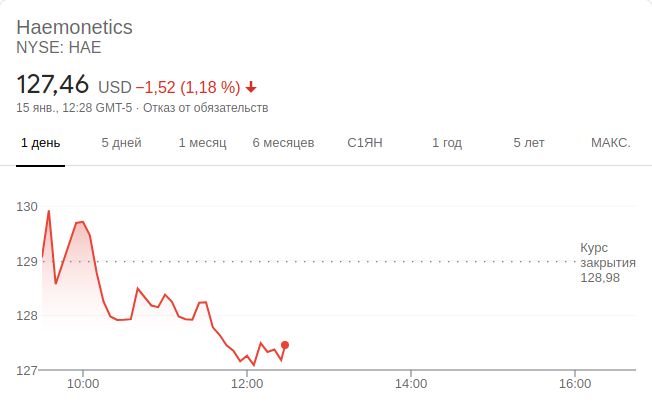 Haemonetics
NYSE: HAE
127,46 USD −1,52 (1,18 %)
15 янв., 12:28 GMT-5 · Отказ от обязательств
1 день 5 дней 1 месяц 6 месяцев С1ЯН 1 год 5 лет МАКС.
130
129
128
127
Курс
закрытия
128,98
10:00 12:00 14:00 16:00